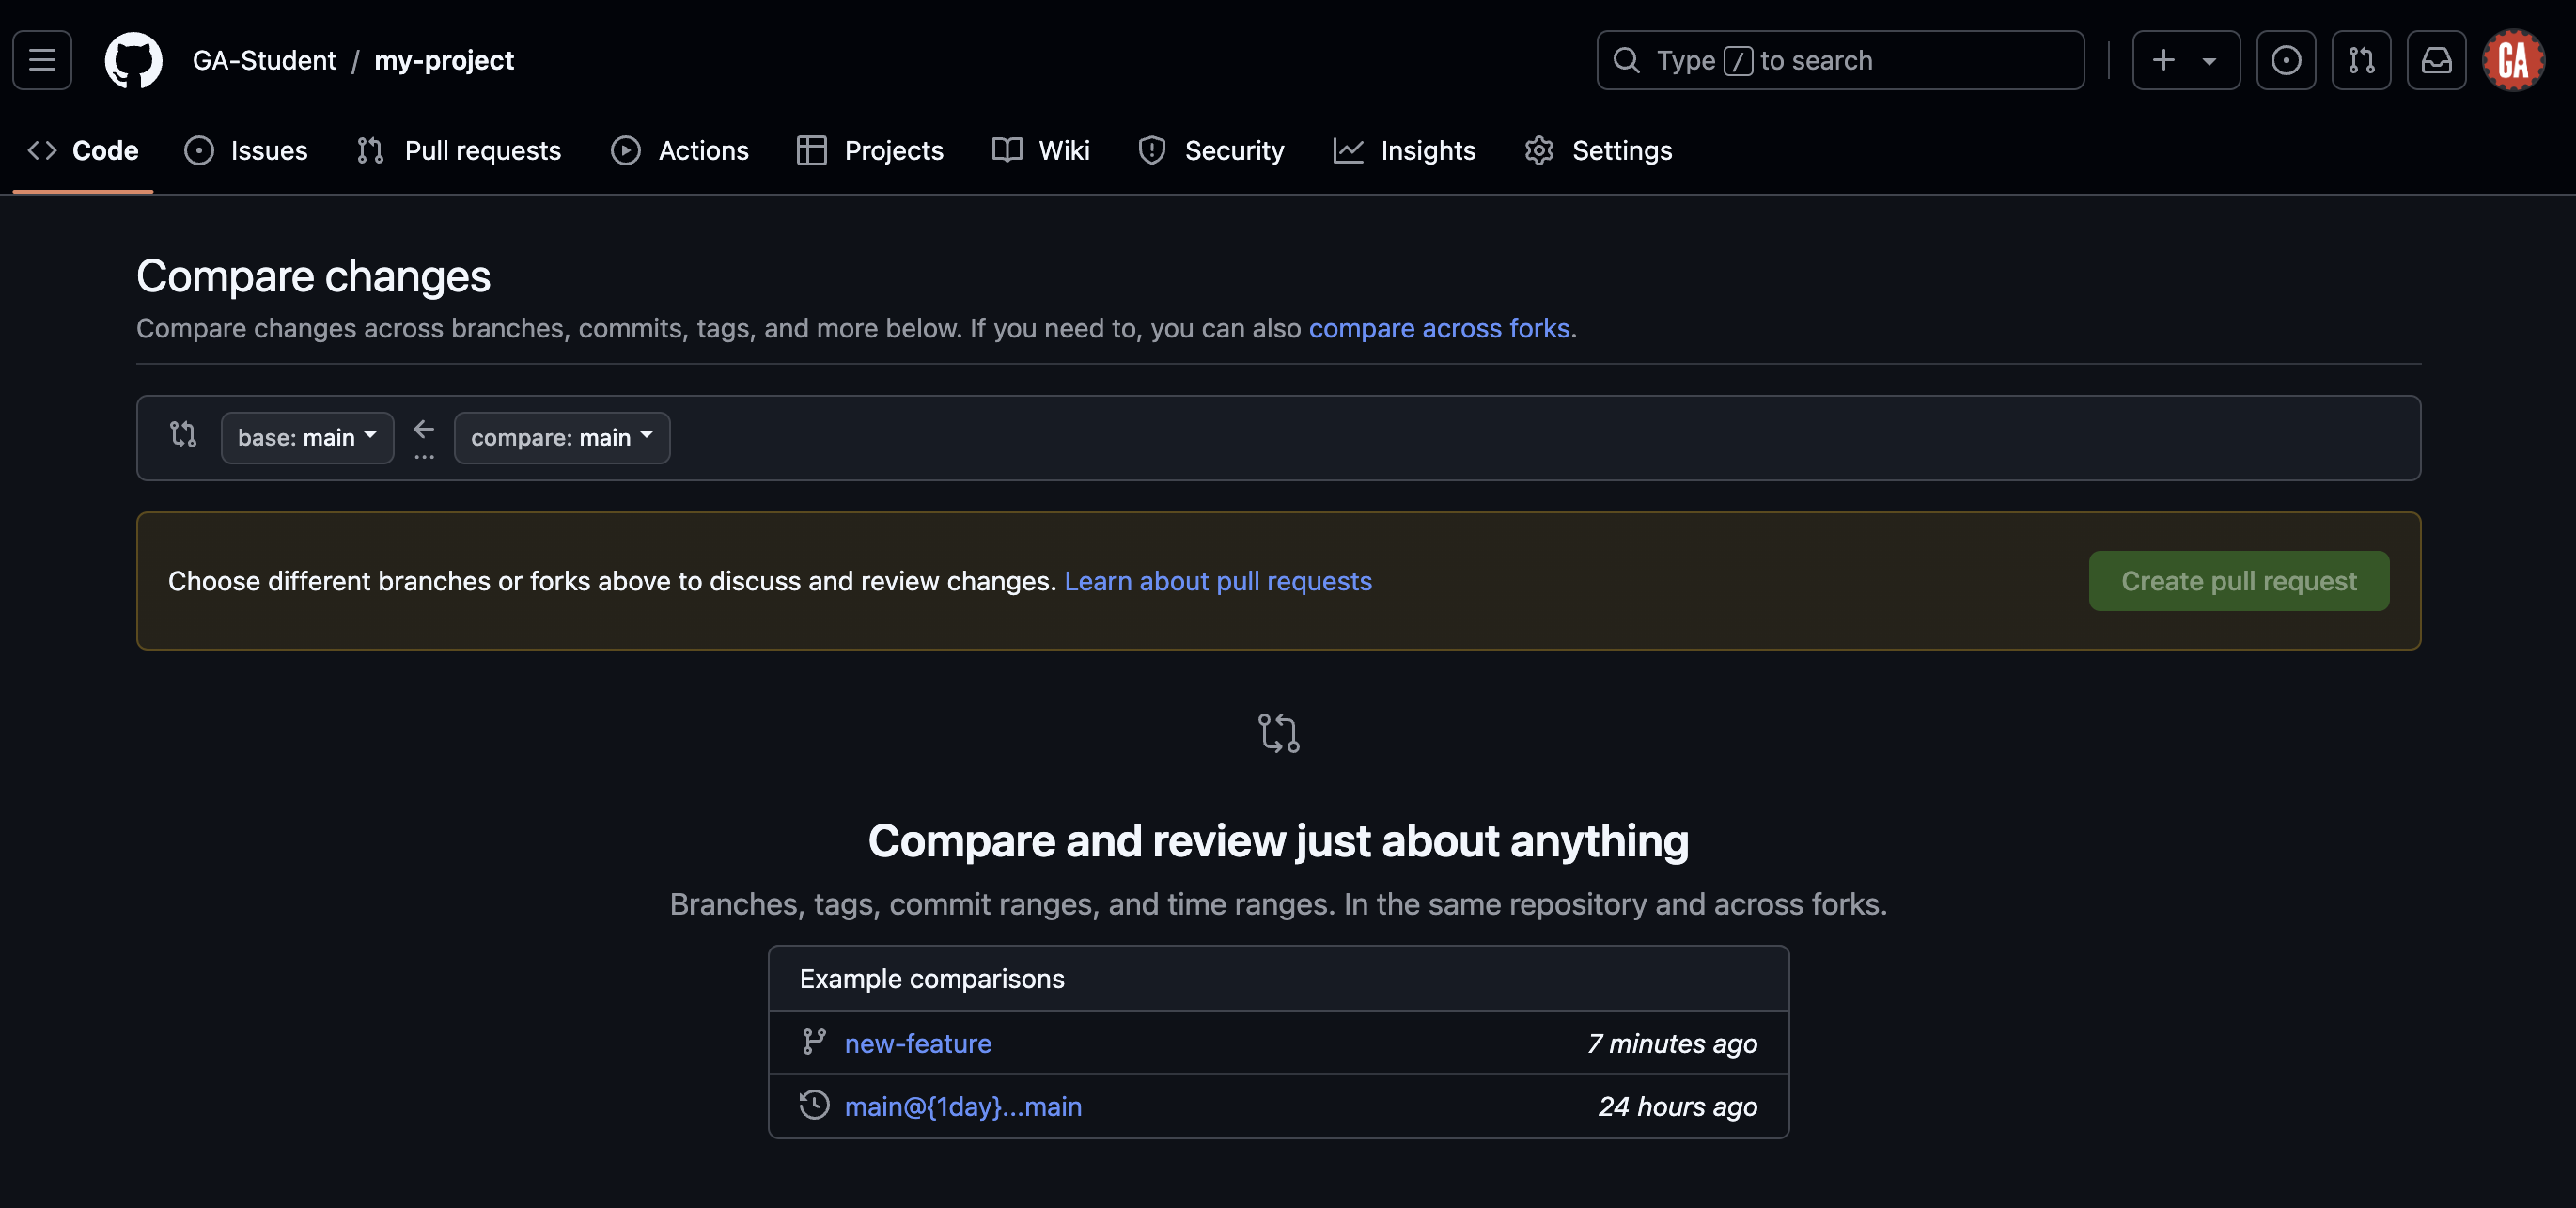 GA-Student / my-project
Type / to search
GA
Code Issues Pull requests Actions Projects Wiki Security Insights Settings
Compare changes
Compare changes across branches, commits, tags, and more below. If you need to, you can also compare across forks.
base: main ← compare: main
...
Choose different branches or forks above to discuss and review changes. Learn about pull requests
Create pull request
Compare and review just about anything
Branches, tags, commit ranges, and time ranges. In the same repository and across forks.
Example comparisons
new-feature 7 minutes ago
main@{1day}...main 24 hours ago